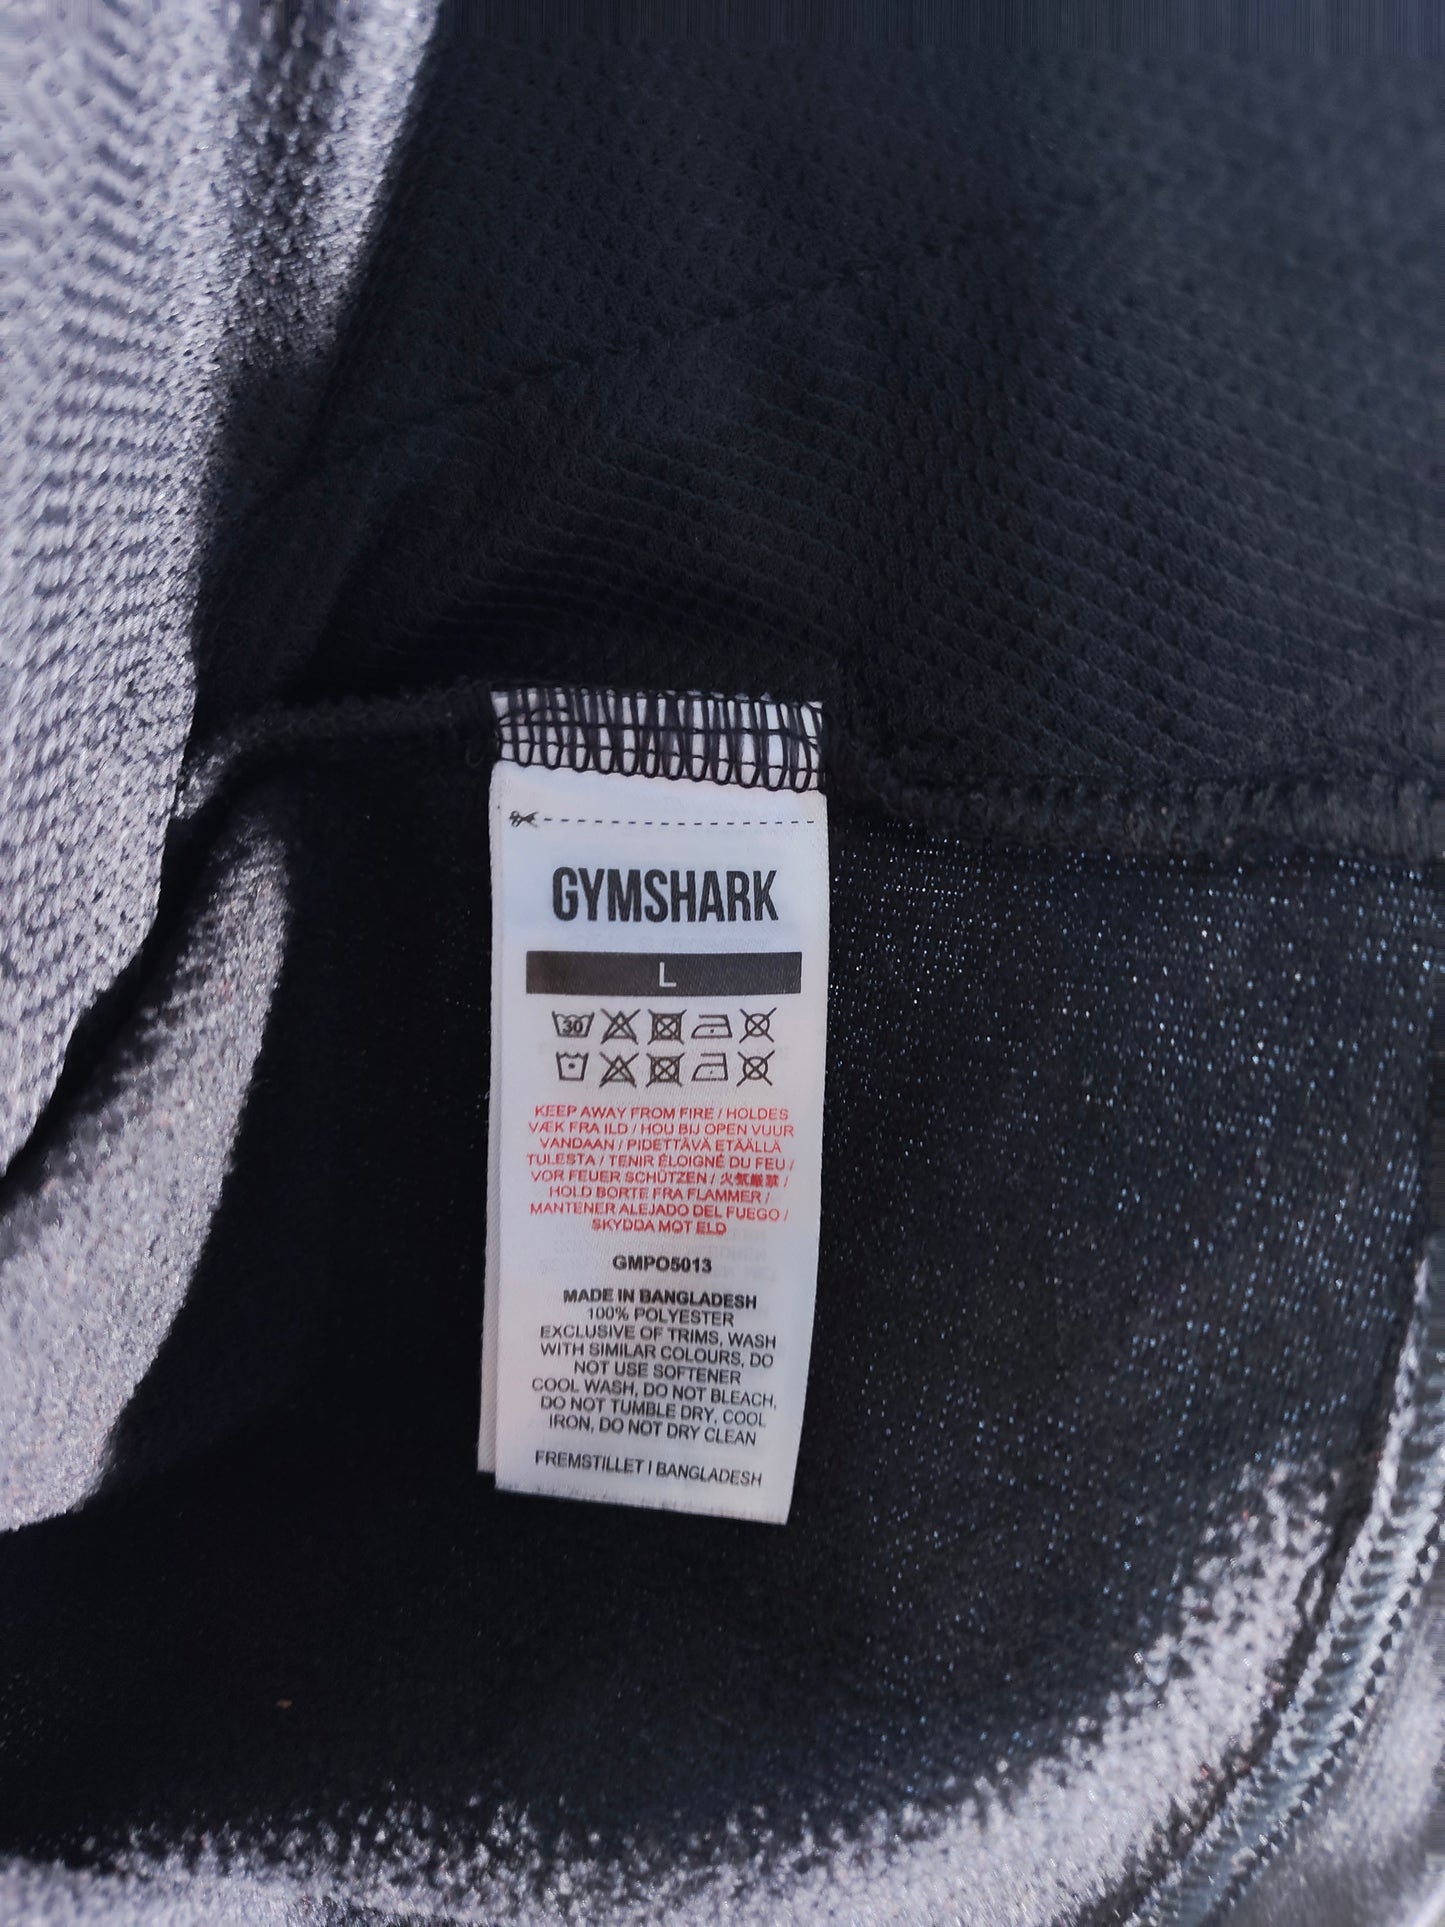 GYMSHARK
L
30
KEEP AWAY FROM FIRE / HOLDES
VÆK FRA ILD / HOU BIJ OPEN VUUR
VANDAAN / PIDETTÄVÄ ETÄÄLLÄ
TULESTA / TENIR ÉLOIGNÉ DU FEU /
VOR FEUER SCHÜTZEN / 火気厳禁 /
HOLD BORTE FRA FLAMMER /
MANTENER ALEJADO DEL FUEGO /
SKYDDA MOT ELD
GMPO5013
MADE IN BANGLADESH
100% POLYESTER
EXCLUSIVE OF TRIMS, WASH
WITH SIMILAR COLOURS, DO
NOT USE SOFTENER
COOL WASH, DO NOT BLEACH,
DO NOT TUMBLE DRY, COOL
IRON, DO NOT DRY CLEAN
FREMSTILLET I BANGLADESH